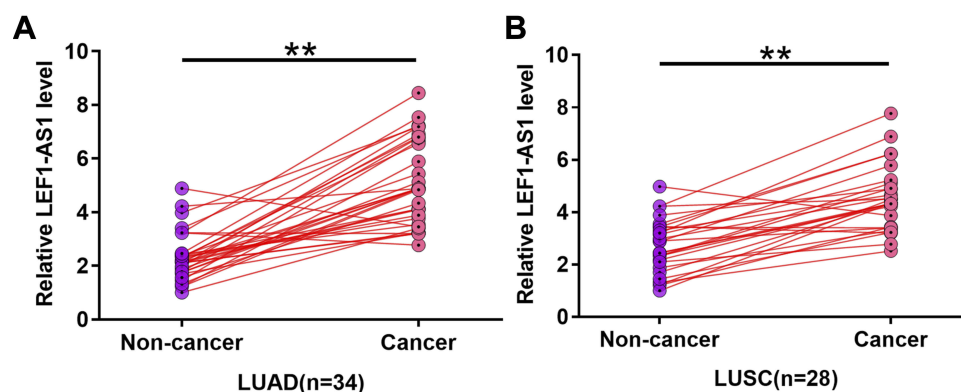 A
Relative LEF1-AS1 level
10
8
6
4
2
0
**
Non-cancer
Cancer
LUAD(n=34)
B
Relative LEF1-AS1 level
10
8
6
4
2
0
**
Non-cancer
Cancer
LUSC(n=28)